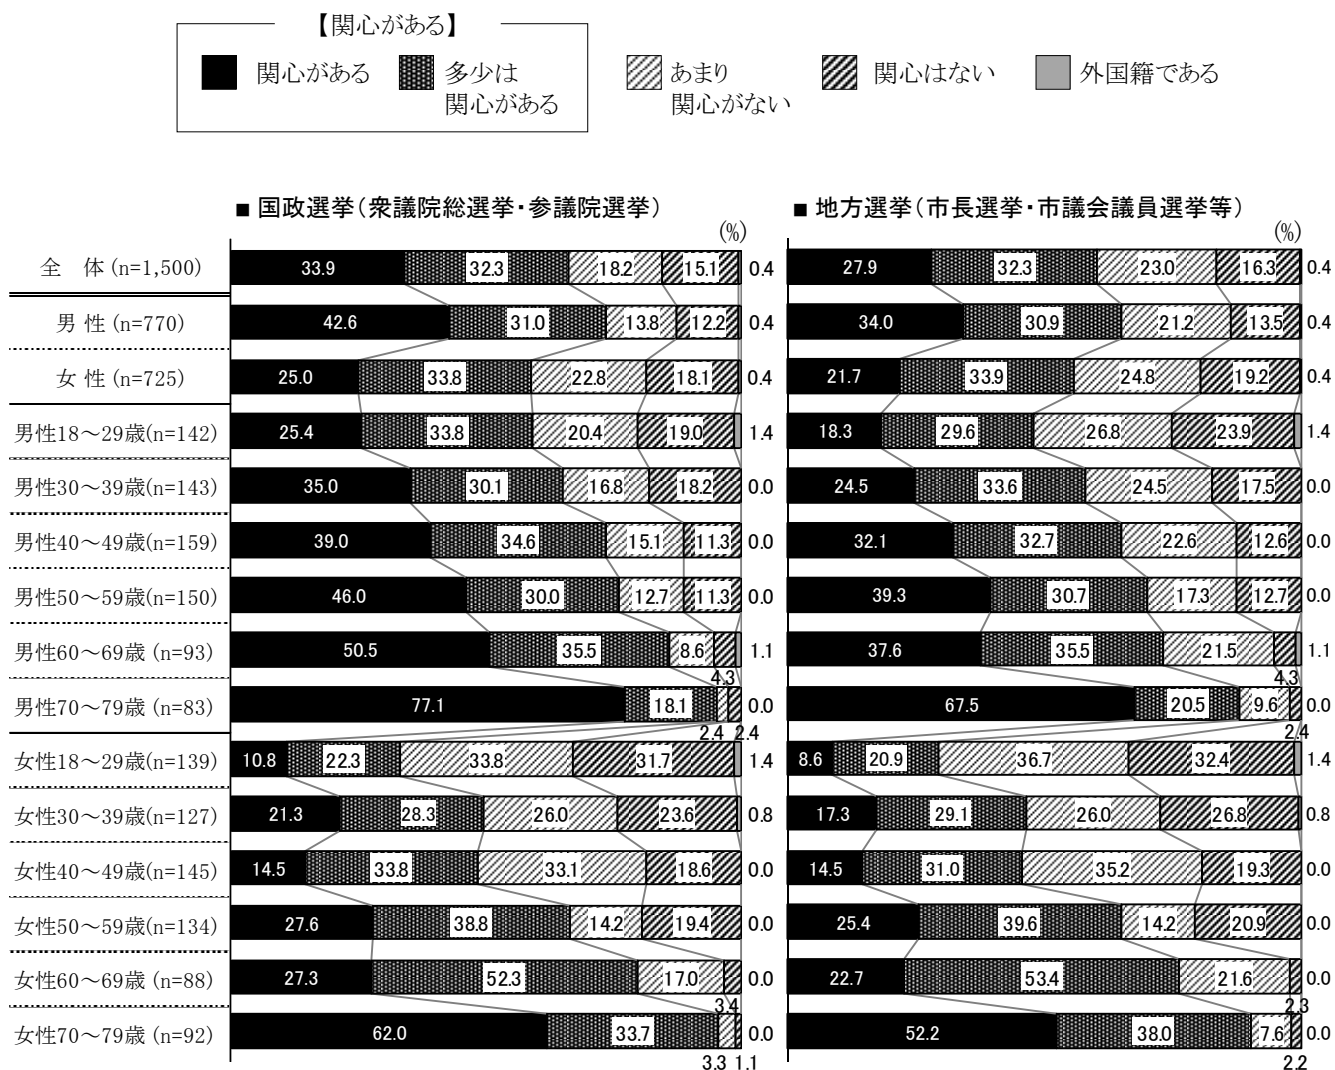 【関心がある】
関心がある 多少は あまり 関心はない 外国籍である
関心がある 関心がない
■ 国政選挙(衆議院総選挙・参議院選挙) ■ 地方選挙(市長選挙・市議会議員選挙等)
(%) (%)
全 体 (n=1,500) 33.9 32.3 18.2 15.1 0.4 27.9 32.3 23.0 16.3 0.4
男 性 (n=770) 42.6 31.0 13.8 12.2 0.4 34.0 30.9 21.2 13.5 0.4
女 性 (n=725) 25.0 33.8 22.8 18.1 0.4 21.7 33.9 24.8 19.2 0.4
男性18～29歳(n=142) 25.4 33.8 20.4 19.0 1.4 18.3 29.6 26.8 23.9 1.4
男性30～39歳(n=143) 35.0 30.1 16.8 18.2 0.0 24.5 33.6 24.5 17.5 0.0
男性40～49歳(n=159) 39.0 34.6 15.1 11.3 0.0 32.1 32.7 22.6 12.6 0.0
男性50～59歳(n=150) 46.0 30.0 12.7 11.3 0.0 39.3 30.7 17.3 12.7 0.0
男性60～69歳 (n=93) 50.5 35.5 8.6 1.1 37.6 35.5 21.5 1.1
4.3 4.3
男性70～79歳 (n=83) 77.1 18.1 0.0 67.5 20.5 9.6 0.0
2.4 2.4 2.4
女性18～29歳(n=139) 10.8 22.3 33.8 31.7 1.4 8.6 20.9 36.7 32.4 1.4
女性30～39歳(n=127) 21.3 28.3 26.0 23.6 0.8 17.3 29.1 26.0 26.8 0.8
女性40～49歳(n=145) 14.5 33.8 33.1 18.6 0.0 14.5 31.0 35.2 19.3 0.0
女性50～59歳(n=134) 27.6 38.8 14.2 19.4 0.0 25.4 39.6 14.2 20.9 0.0
女性60～69歳 (n=88) 27.3 52.3 17.0 0.0 22.7 53.4 21.6 0.0
3.4 2.3
女性70～79歳 (n=92) 62.0 33.7 0.0 52.2 38.0 7.6 0.0
3.3 1.1 2.2